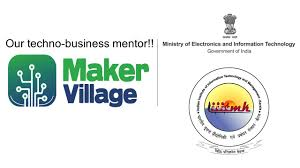 Our techno-business mentor!!
Maker
Village
Ministry of Electronics and Information Technology
Government of India